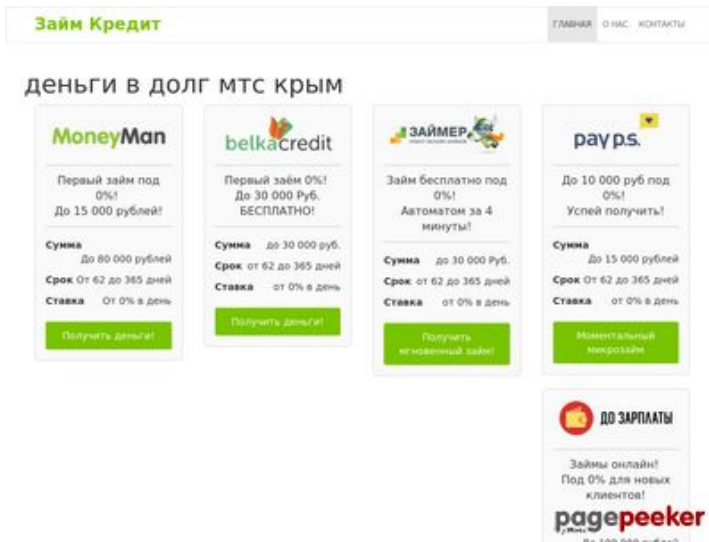 Займ Кредит
ГЛАВНАЯ О НАС КОНТАКТЫ
деньги в долг мтс крым
MoneyMan
Первый займ под
0%!
До 15 000 рублей!
Сумма
До 80 000 рублей
Срок От 62 до 365 дней
Ставка От 0% в день
Получить деньги!
belkacredit
Первый заём 0%!
До 30 000 Руб.
БЕСПЛАТНО!
Сумма до 30 000 руб.
Срок от 62 до 365 дней
Ставка от 0% в день
Получить деньги!
ЗАЙМЕР
Займ бесплатно под
0%!
Автоматом за 4
минуты!
Сумма до 30 000 Руб.
Срок от 62 до 365 дней
Ставка от 0% в день
Получить
мгновенный займ!
pay p.s.
До 10 000 руб под
0%!
Успей получить!
Сумма
До 15 000 рублей
Срок От 62 до 365 дней
Ставка От 0% в день
Моментальный
микрозайм
ДО ЗАРПЛАТЫ
Займы онлайн!
Под 0% для новых
клиентов!
pagepeeker
До 100 000 рублей